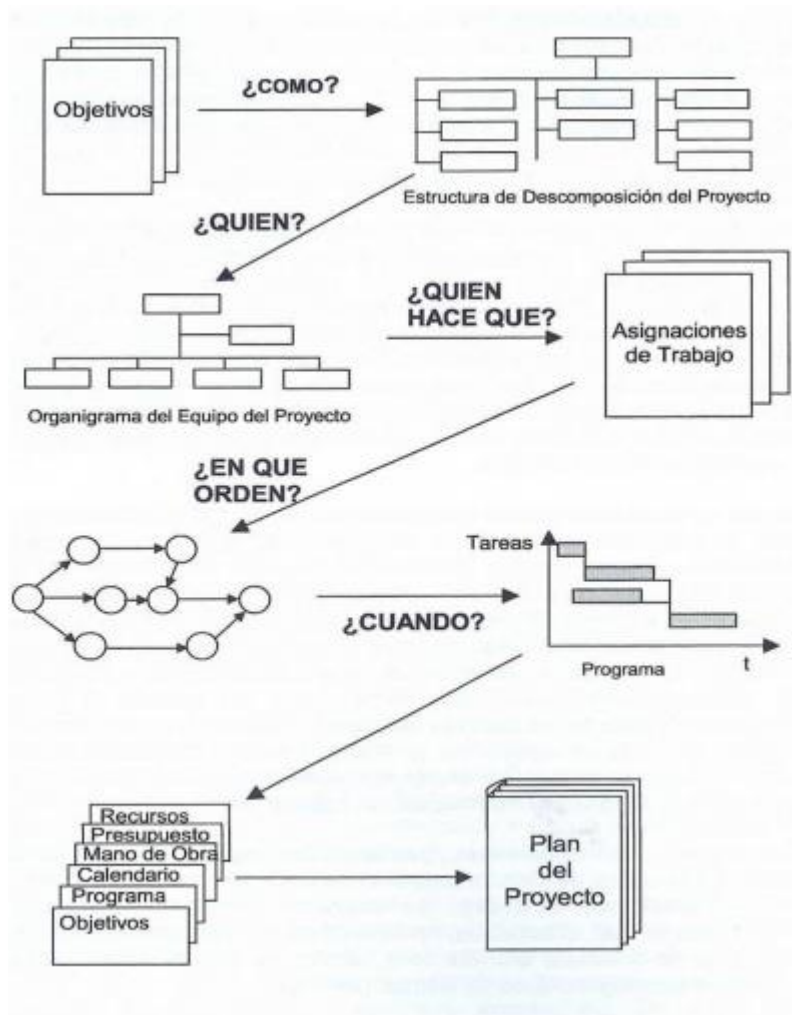 Objetivos
¿COMO?
Estructura de Descomposición del Proyecto
¿QUIEN?
¿QUIEN
HACE QUE?
Asignaciones
de Trabajo
Organigrama del Equipo del Proyecto
¿EN QUE
ORDEN?
Tareas
¿CUANDO?
Programa
t
Recursos
Presupuesto
Mano de Obra
Calendario
Programa
Objetivos
Plan
del
Proyecto